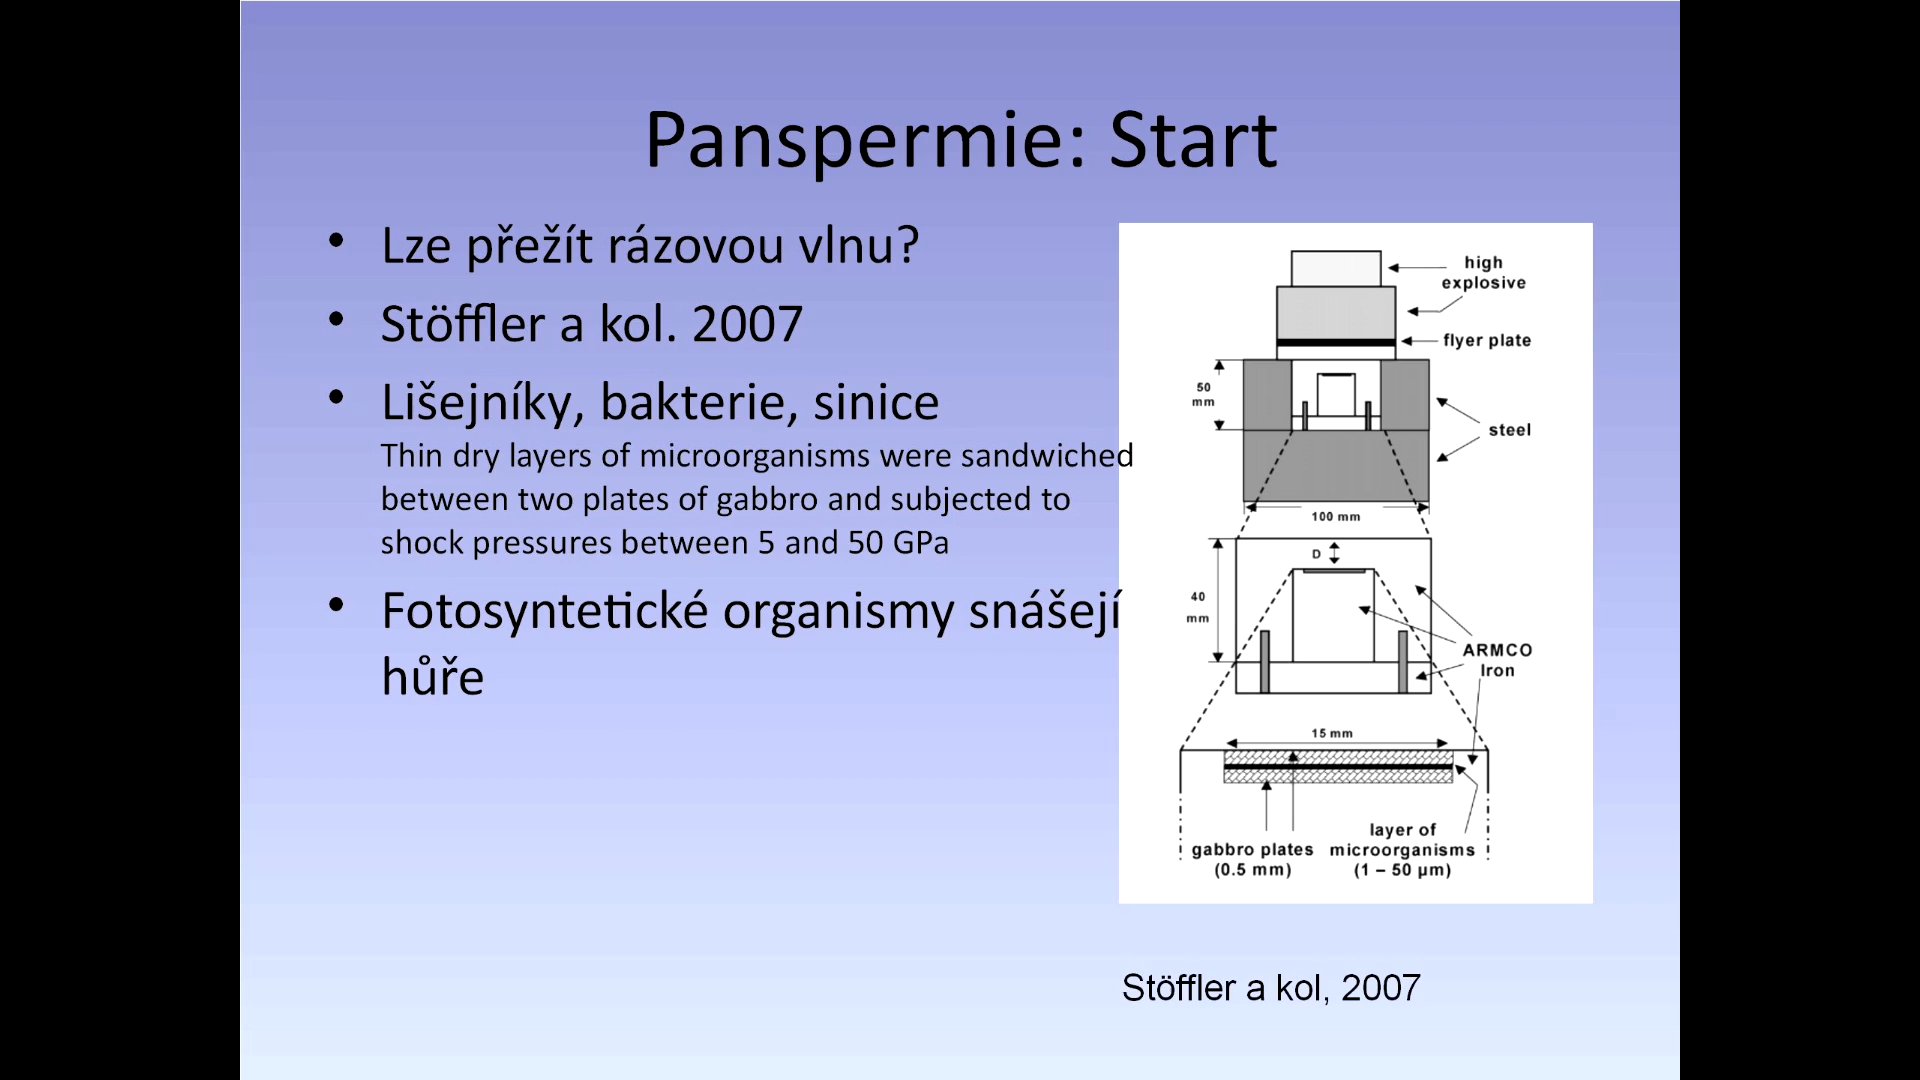 Panspermie: Start
• Lze přežít rázovou vlnu?
• Stöffler a kol. 2007
• Lišejníky, bakterie, sinice
Thin dry layers of microorganisms were sandwiched
between two plates of gabbro and subjected to
shock pressures between 5 and 50 GPa
• Fotosyntetické organismy snášejí
hůře
high
explosive
flyer plate
50
mm
steel
100 mm
D
40
mm
ARMCO
Iron
15 mm
layer of
gabbro plates microorganisms
(0.5 mm) (1 – 50 µm)
Stöffler a kol, 2007